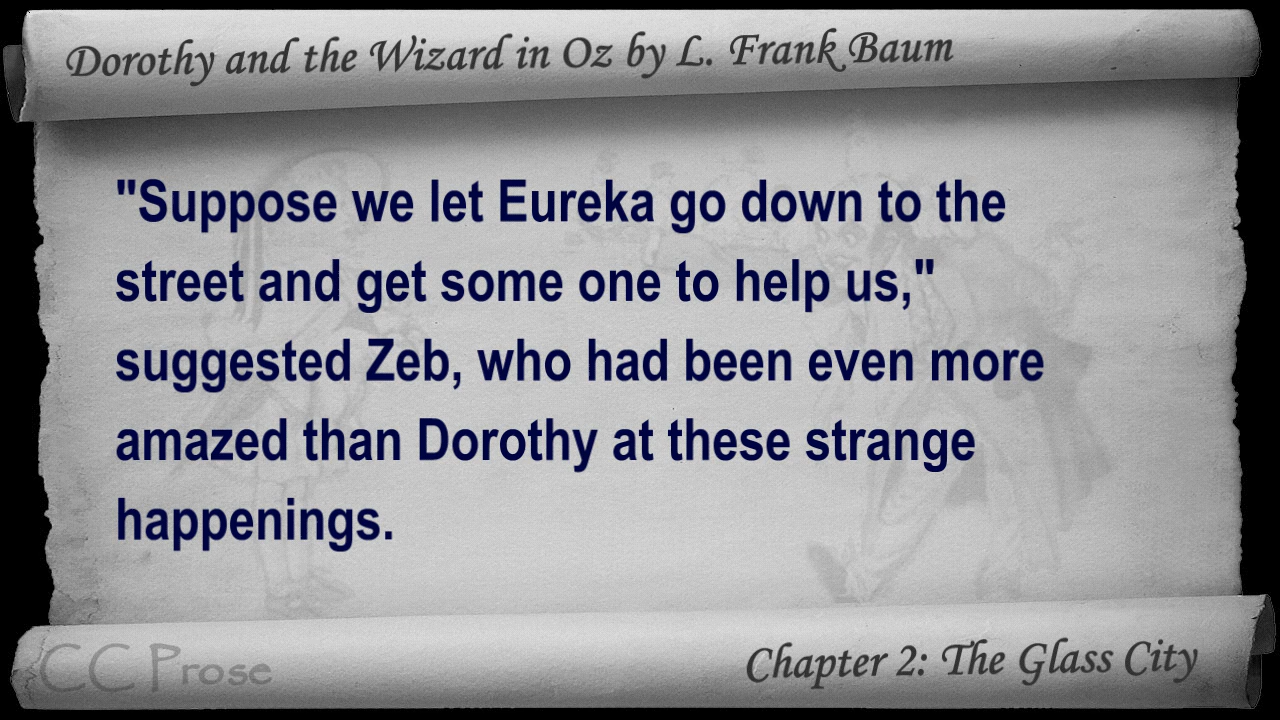 Dorothy and the Wizard in Oz by L. Frank Baum
"Suppose we let Eureka go down to the
street and get some one to help us,"
suggested Zeb, who had been even more
amazed than Dorothy at these strange
happenings.
CC Prose
Chapter 2: The Glass City